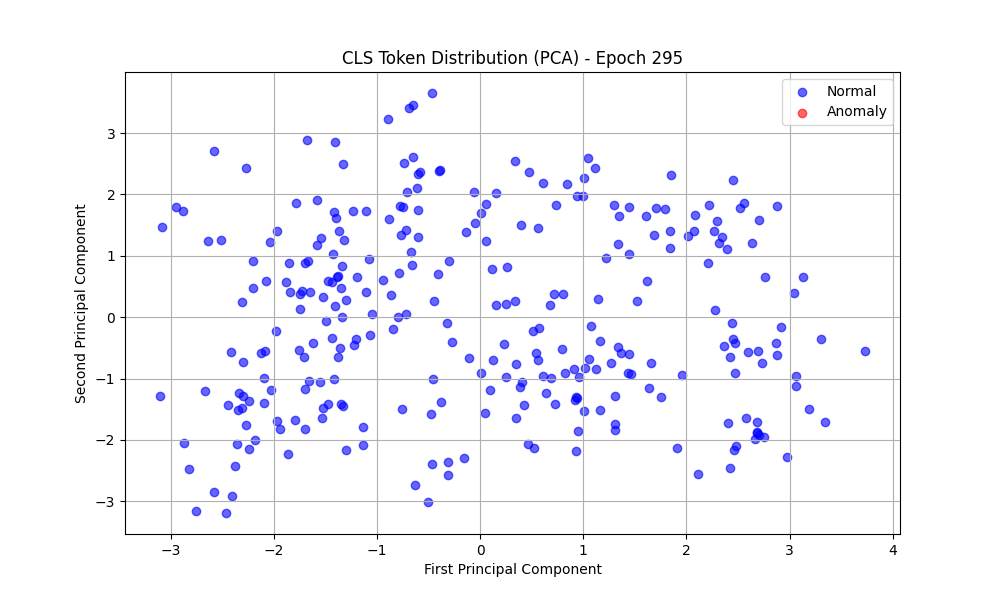 CLS Token Distribution (PCA) - Epoch 295
Normal
Anomaly
Second Principal Component
3
2
1
0
−1
−2
−3
−3 −2 −1 0 1 2 3 4
First Principal Component